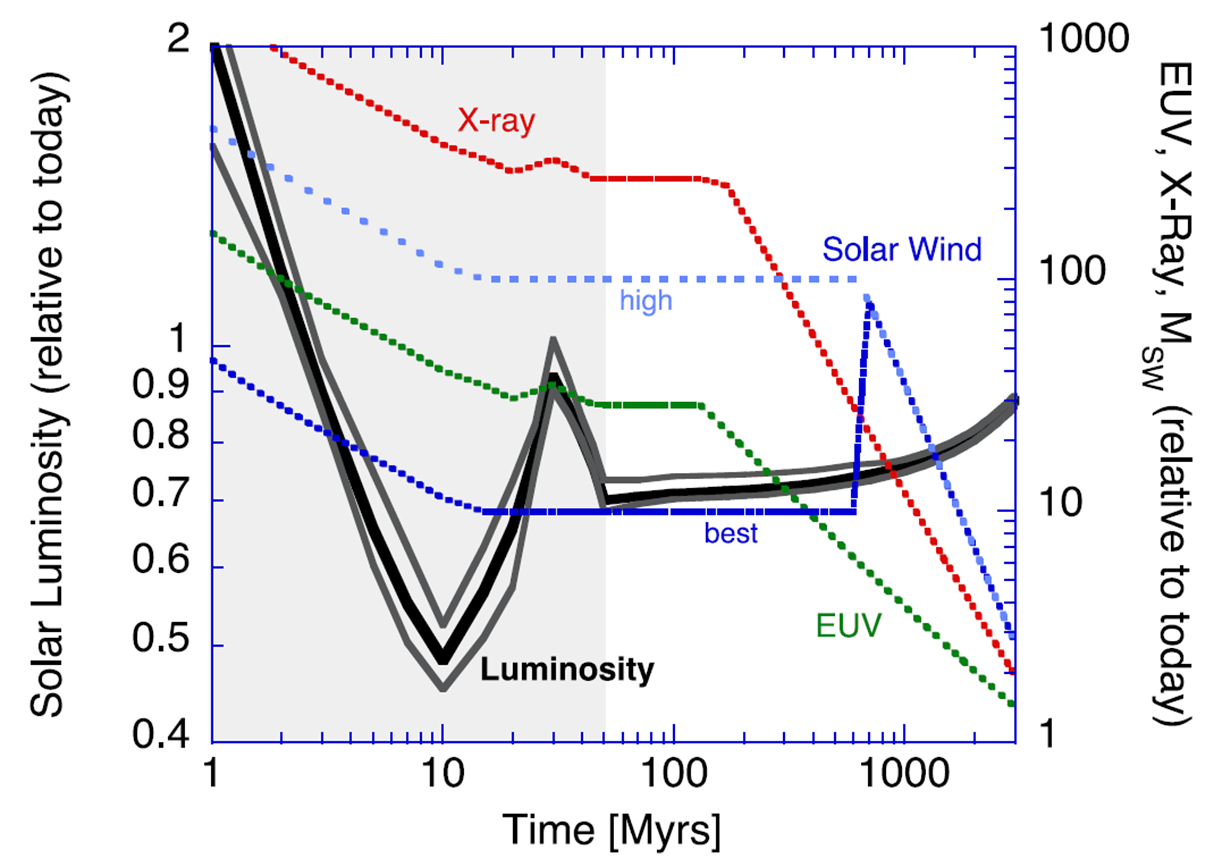 Solar Luminosity (relative to today)
2
1
0.9
0.8
0.7
0.6
0.5
0.4
X-ray
Solar Wind
high
best
EUV
Luminosity
1000
100
10
1
EUV, X-Ray, M_SW (relative to today)
1
10
100
1000
Time [Myrs]